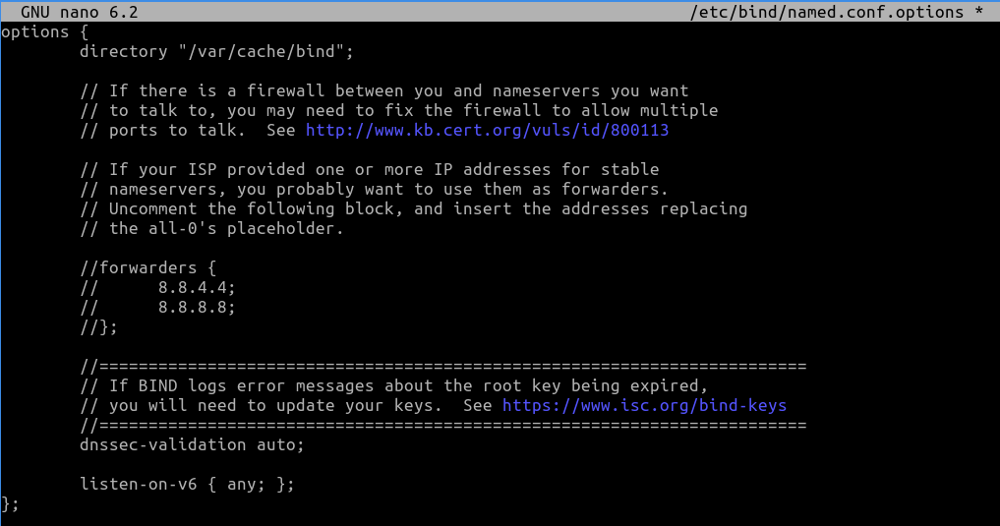 GNU nano 6.2 /etc/bind/named.conf.options *
options {
directory "/var/cache/bind";
// If there is a firewall between you and nameservers you want
// to talk to, you may need to fix the firewall to allow multiple
// ports to talk.  See http://www.kb.cert.org/vuls/id/800113
// If your ISP provided one or more IP addresses for stable
// nameservers, you probably want to use them as forwarders.
// Uncomment the following block, and insert the addresses replacing
// the all-0's placeholder.
//forwarders {
//      8.8.4.4;
//      8.8.8.8;
//};
//========================================================================
// If BIND logs error messages about the root key being expired,
// you will need to update your keys.  See https://www.isc.org/bind-keys
//========================================================================
dnssec-validation auto;
listen-on-v6 { any; };
};